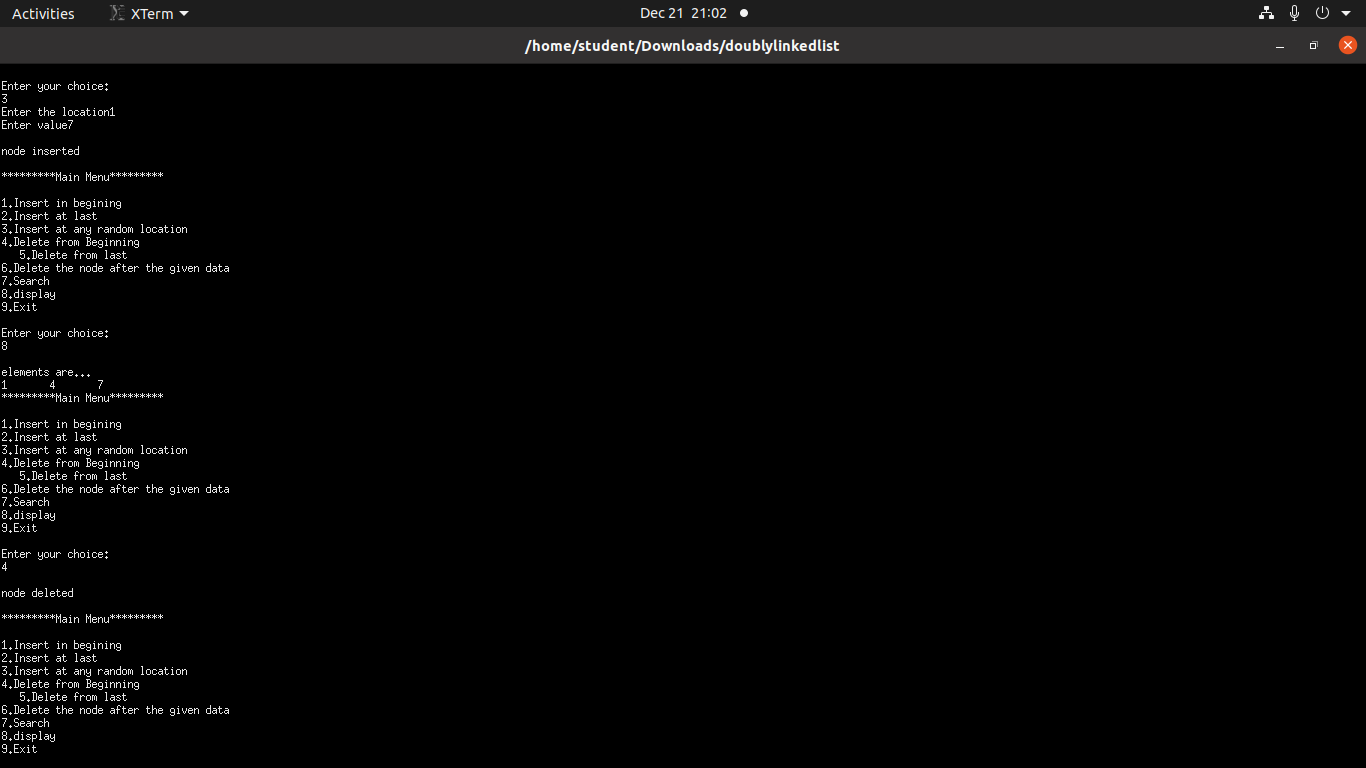 Activities XTerm Dec 21 21:02
/home/student/Downloads/doublylinkedlist
Enter your choice:
3
Enter the location1
Enter value7
node inserted
*********Main Menu*********
1.Insert in begining
2.Insert at last
3.Insert at any random location
4.Delete from Beginning
5.Delete from last
6.Delete the node after the given data
7.Search
8.display
9.Exit
Enter your choice:
8
elements are...
1 4 7
*********Main Menu*********
1.Insert in begining
2.Insert at last
3.Insert at any random location
4.Delete from Beginning
5.Delete from last
6.Delete the node after the given data
7.Search
8.display
9.Exit
Enter your choice:
4
node deleted
*********Main Menu*********
1.Insert in begining
2.Insert at last
3.Insert at any random location
4.Delete from Beginning
5.Delete from last
6.Delete the node after the given data
7.Search
8.display
9.Exit